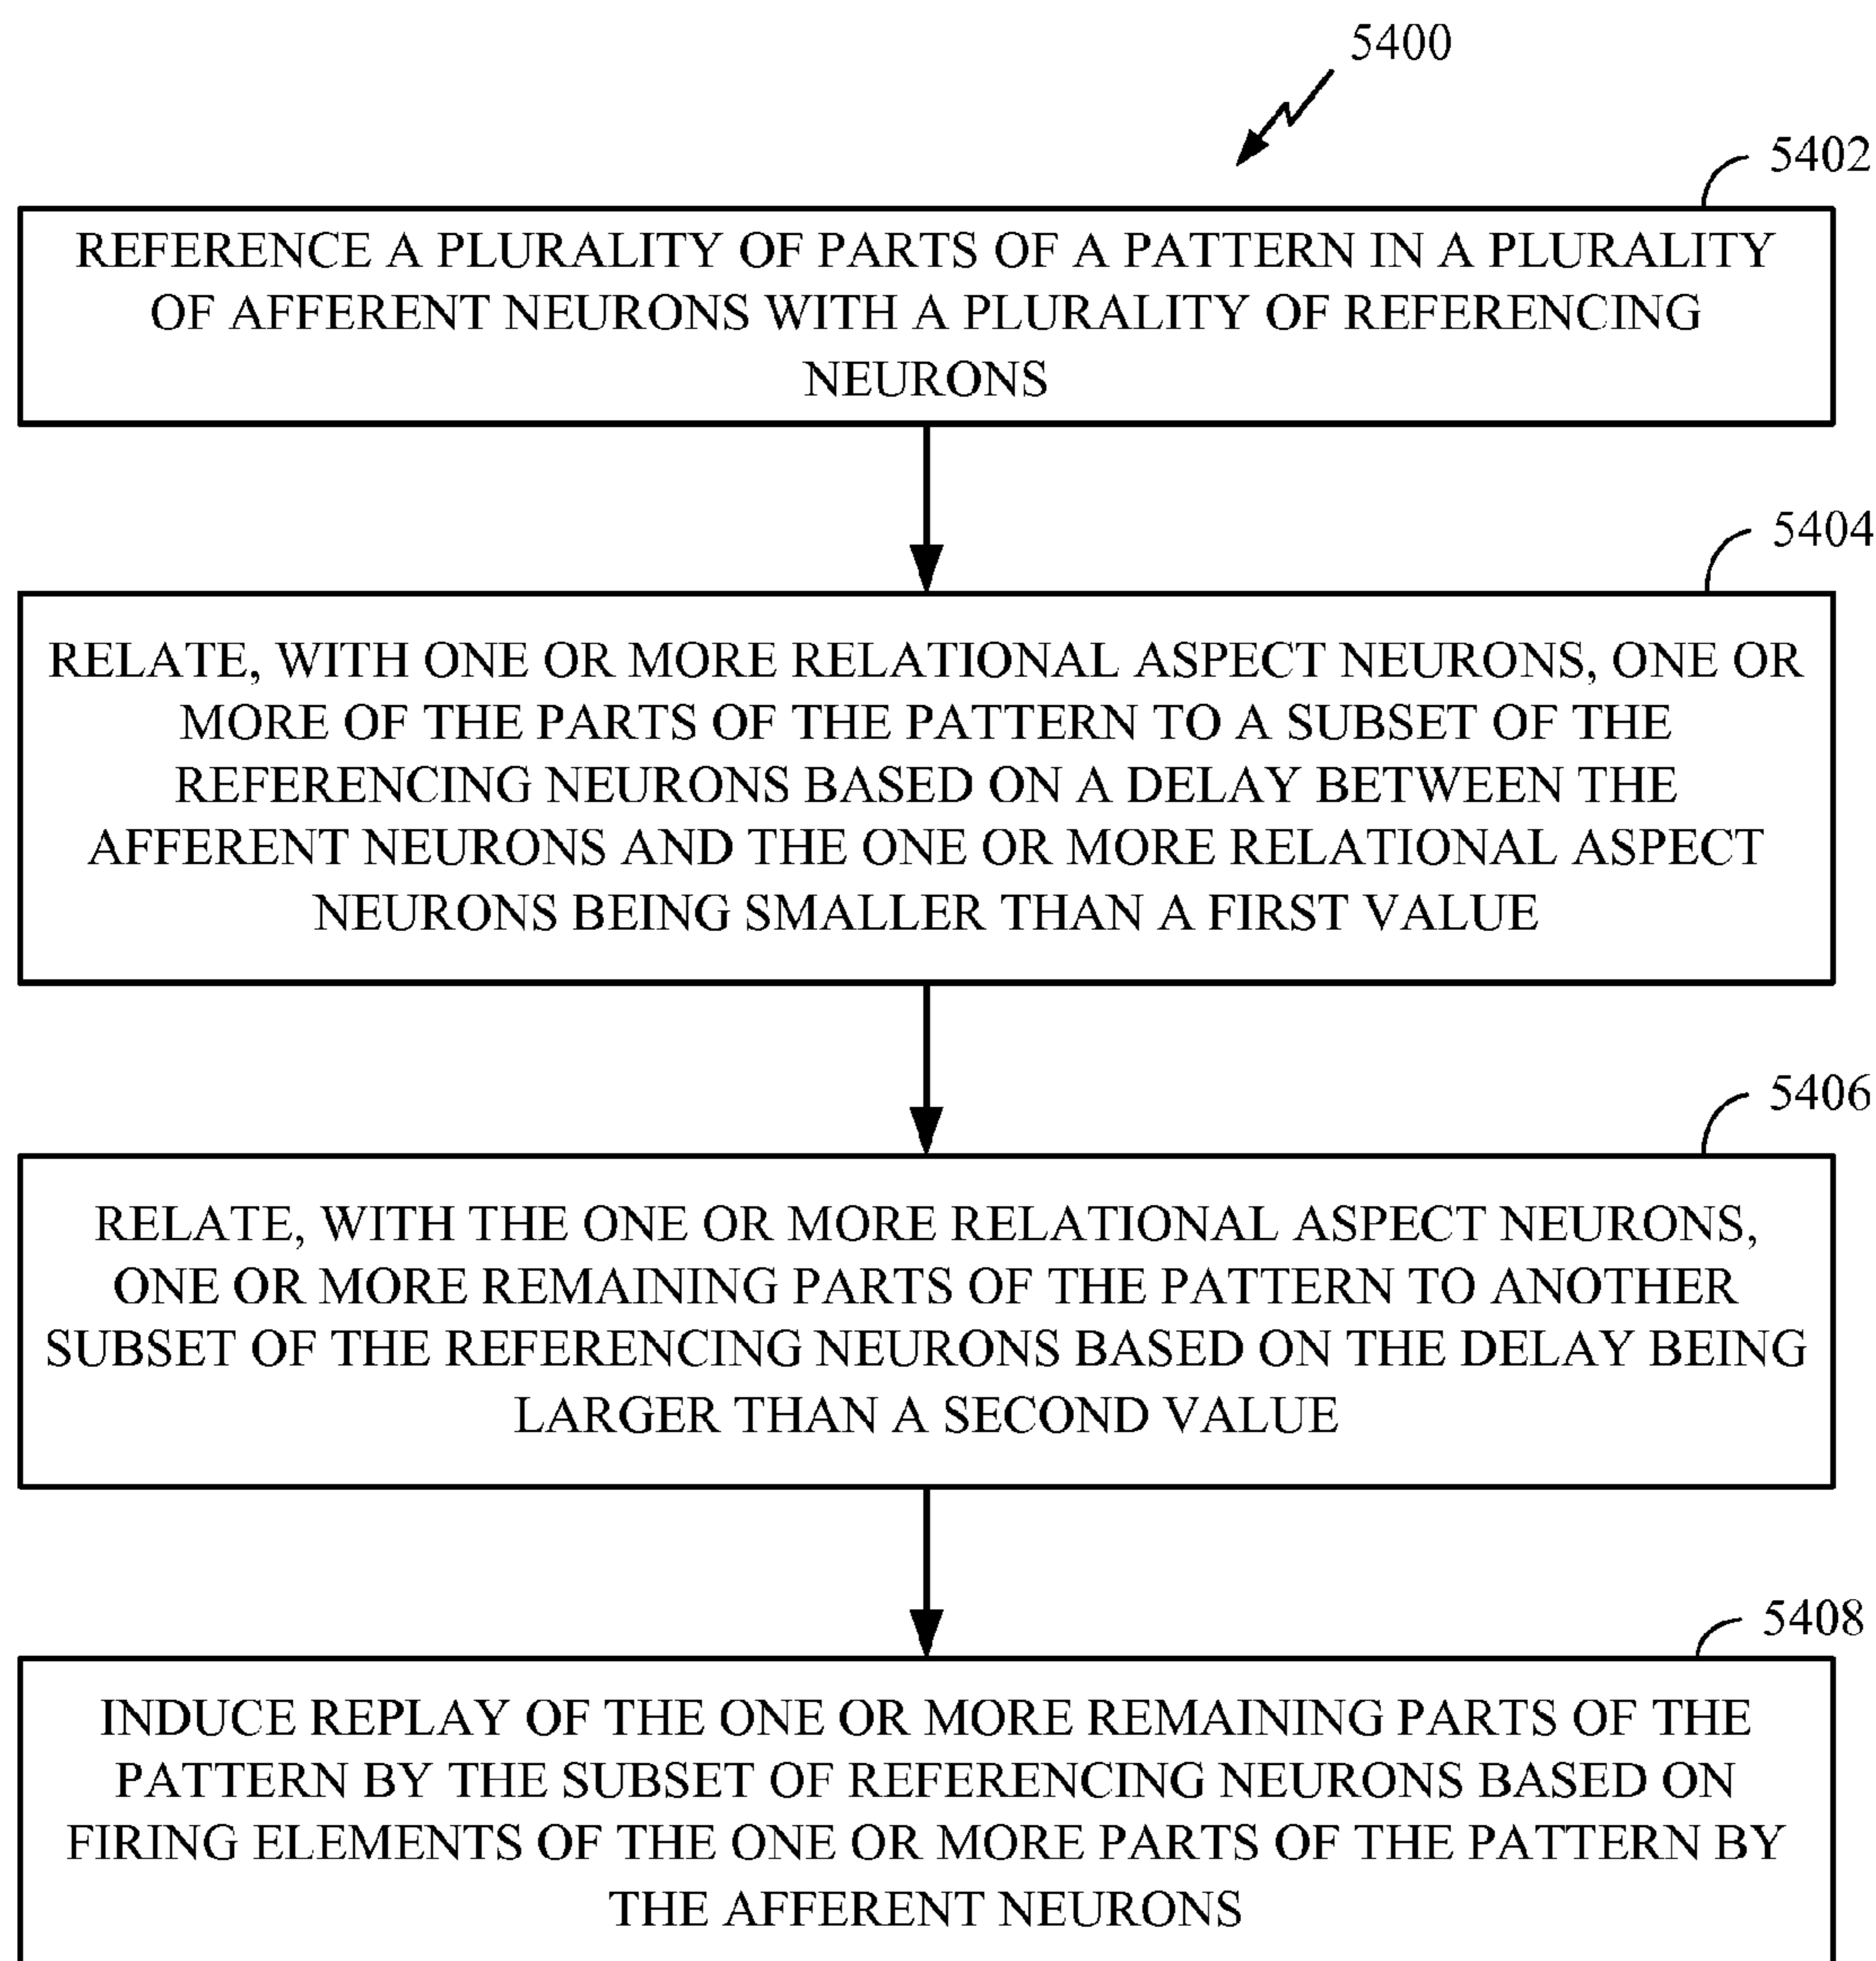 5400
5402
REFERENCE A PLURALITY OF PARTS OF A PATTERN IN A PLURALITY
OF AFFERENT NEURONS WITH A PLURALITY OF REFERENCING
NEURONS
5404
RELATE, WITH ONE OR MORE RELATIONAL ASPECT NEURONS, ONE OR
MORE OF THE PARTS OF THE PATTERN TO A SUBSET OF THE
REFERENCING NEURONS BASED ON A DELAY BETWEEN THE
AFFERENT NEURONS AND THE ONE OR MORE RELATIONAL ASPECT
NEURONS BEING SMALLER THAN A FIRST VALUE
5406
RELATE, WITH THE ONE OR MORE RELATIONAL ASPECT NEURONS,
ONE OR MORE REMAINING PARTS OF THE PATTERN TO ANOTHER
SUBSET OF THE REFERENCING NEURONS BASED ON THE DELAY BEING
LARGER THAN A SECOND VALUE
5408
INDUCE REPLAY OF THE ONE OR MORE REMAINING PARTS OF THE
PATTERN BY THE SUBSET OF REFERENCING NEURONS BASED ON
FIRING ELEMENTS OF THE ONE OR MORE PARTS OF THE PATTERN BY
THE AFFERENT NEURONS